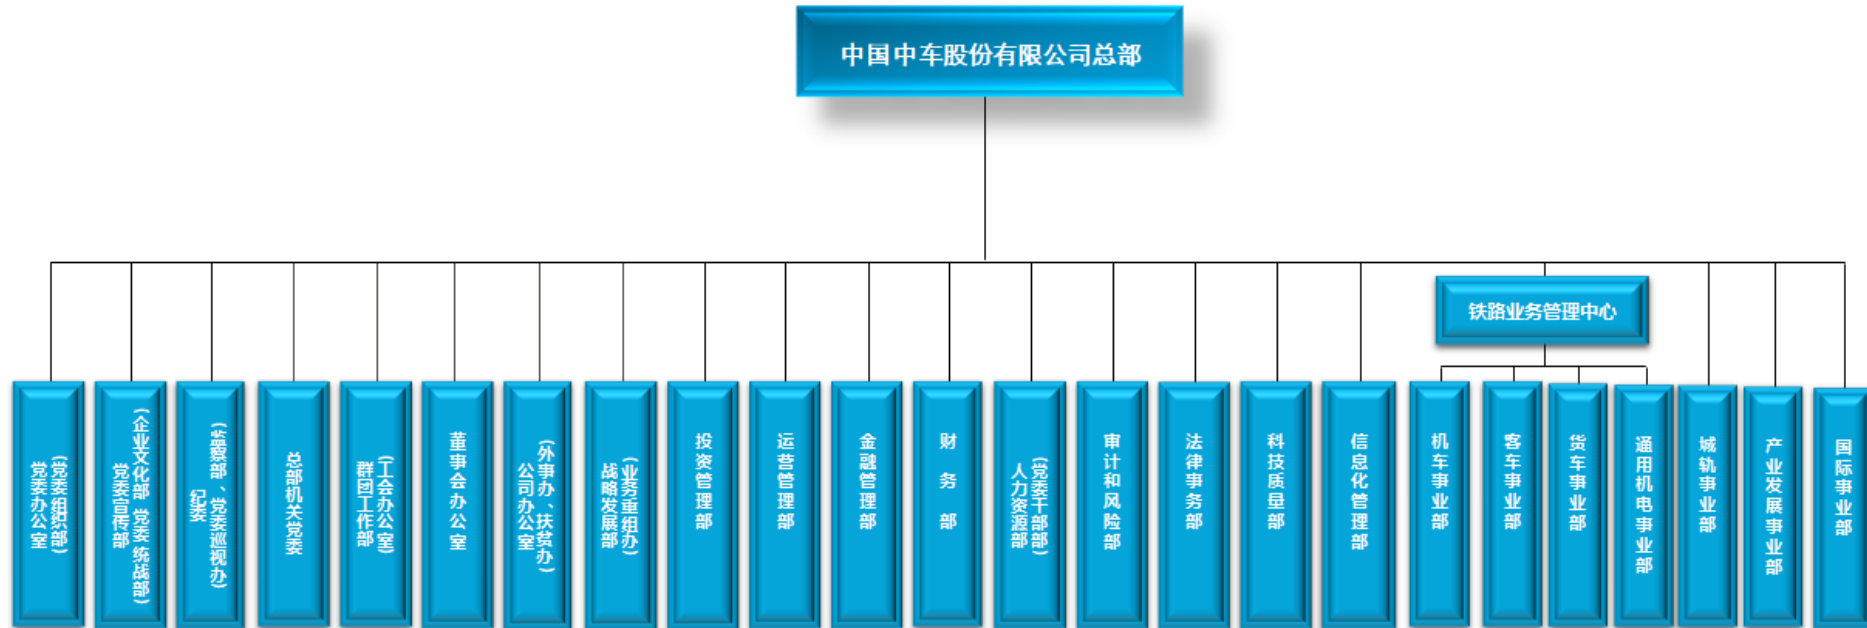 中国中车股份有限公司总部
铁路业务管理中心
党委办公室
(党委组织部)
党委宣传部
(企业文化部 党委统战部)
纪委
(监察部、党委巡视办)
总部机关党委
群团工作部
(工会办公室)
董事会办公室
公司办公室
(外事办、扶贫办)
战略发展部
(业务重组办)
投资管理部
运营管理部
金融管理部
财务部
人力资源部
(党委干部部)
审计和风险部
法律事务部
科技质量部
信息化管理部
机车事业部
客车事业部
货车事业部
通用机电事业部
城轨事业部
产业发展事业部
国际事业部